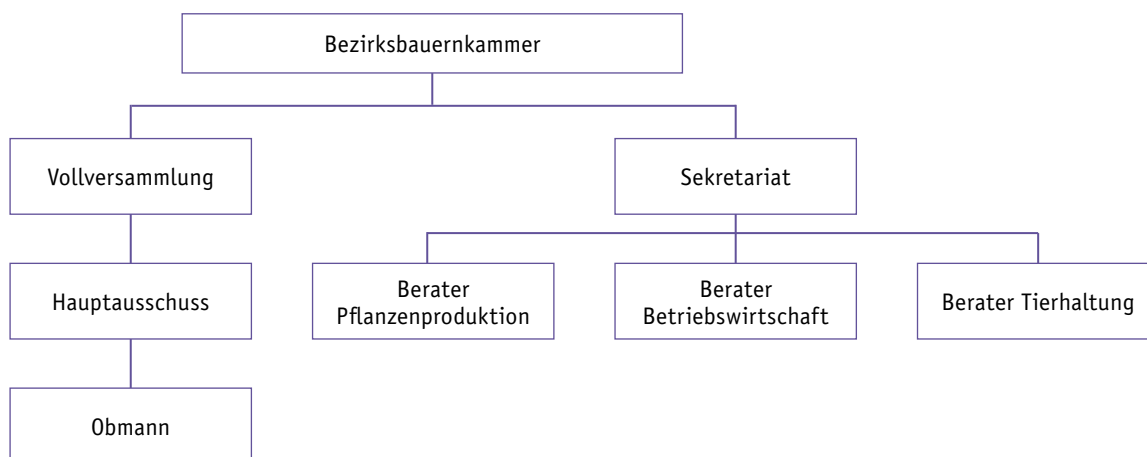 Bezirksbauernkammer
Vollversammlung
Sekretariat
Hauptausschuss
Berater
Pflanzenproduktion
Berater
Betriebswirtschaft
Berater Tierhaltung
Obmann